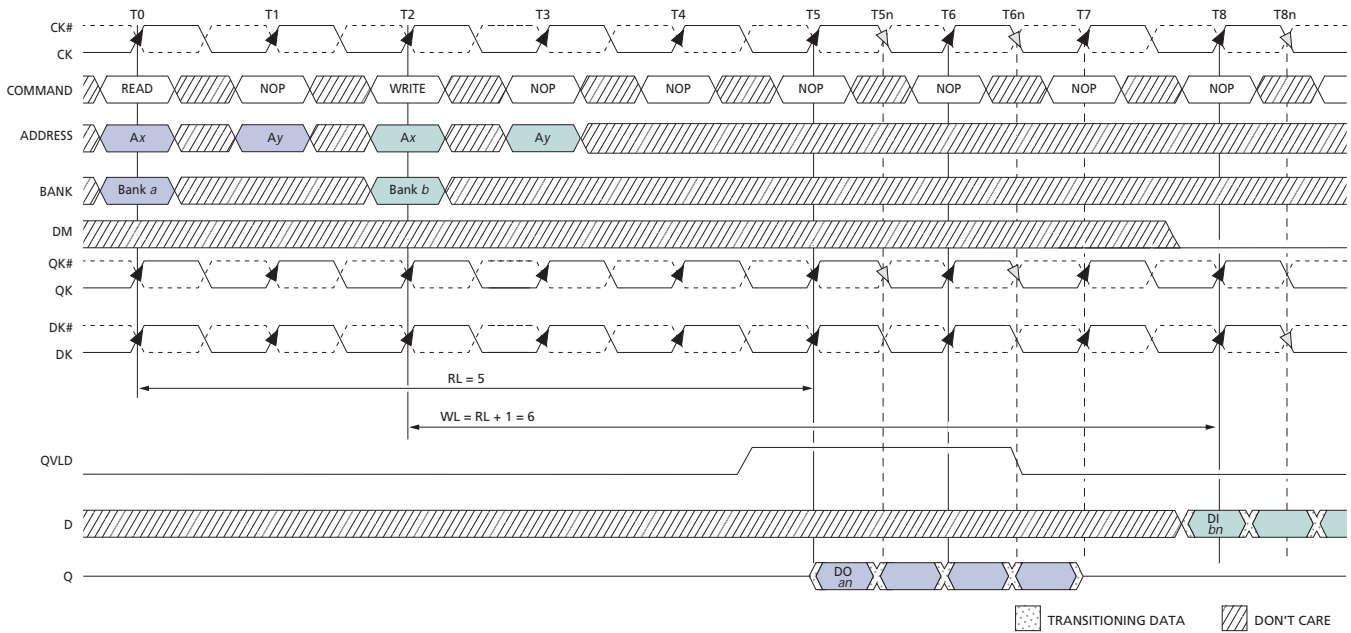 T0 T1 T2 T3 T4 T5 T5n T6 T6n T7 T8 T8n
CK#
CK
COMMAND READ NOP WRITE NOP NOP NOP NOP NOP NOP
ADDRESS Ax Ay Ax Ay
BANK Bank a Bank b
DM
QK#
QK
DK#
DK
RL = 5
WL = RL + 1 = 6
QVLD
D DI
bn
Q DO
an
TRANSITIONING DATA DON'T CARE